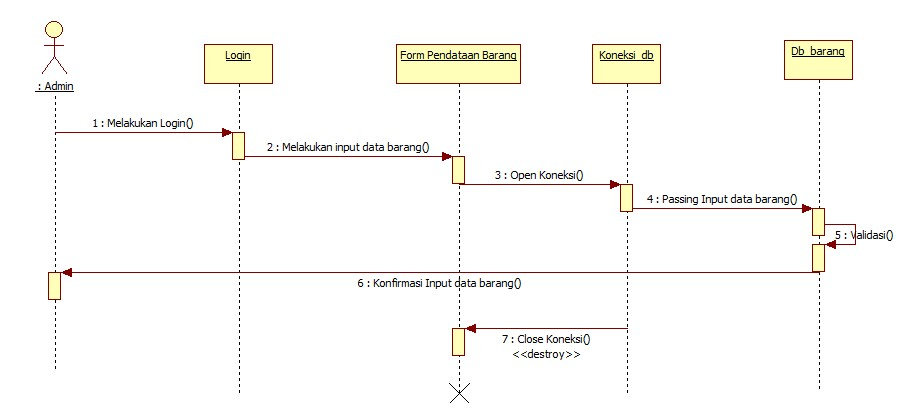 Login
Form Pendataan Barang
Koneksi_db
Db_barang
: Admin
1 : Melakukan Login()
2 : Melakukan input data barang()
3 : Open Koneksi()
4 : Passing Input data barang()
5 : Validasi()
6 : Konfirmasi Input data barang()
7 : Close Koneksi()
<<destroy>>